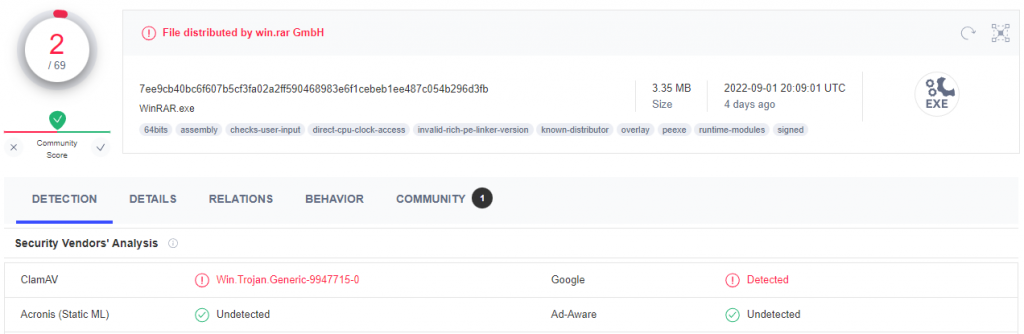 2
/ 69
Community
Score
File distributed by win.rar GmbH
7ee9cb40bc6f607b5cf3fa02a2ff590468983e6f1cebeb1ee487c054b296d3fb
WinRAR.exe
3.35 MB
Size
2022-09-01 20:09:01 UTC
4 days ago
EXE
64bits assembly checks-user-input direct-cpu-clock-access invalid-rich-pe-linker-version known-distributor overlay peexe runtime-modules signed
DETECTION DETAILS RELATIONS BEHAVIOR COMMUNITY 1
Security Vendors' Analysis
ClamAV Win.Trojan.Generic-9947715-0 Google Detected
Acronis (Static ML) Undetected Ad-Aware Undetected